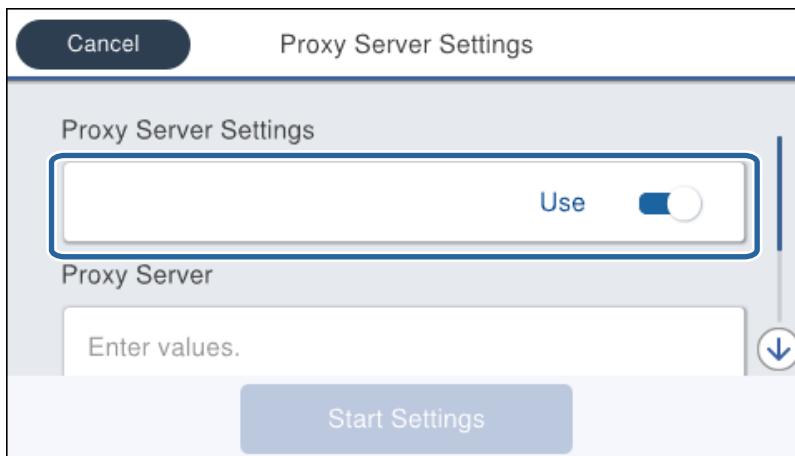 Cancel
Proxy Server Settings
Proxy Server Settings
Use
Proxy Server
Enter values.
Start Settings